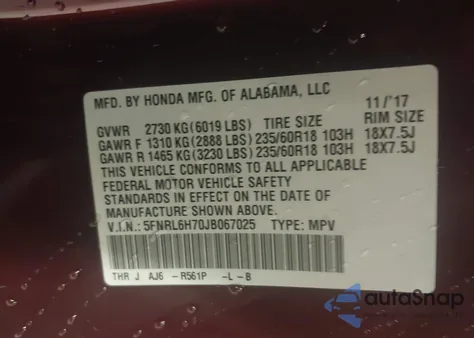 MFD. BY HONDA MFG. OF ALABAMA, LLC 11/'17
GVWR 2730 KG(6019 LBS) TIRE SIZE RIM SIZE
GAWR F 1310 KG(2888 LBS)235/60R18 103H 18X7.5J
GAWR R 1465 KG(3230 LBS)235/60R18 103H 18X7.5J
THIS VEHICLE CONFORMS TO ALL APPLICABLE
FEDERAL MOTOR VEHICLE SAFETY
STANDARDS IN EFFECT ON THE DATE OF
MANUFACTURE SHOWN ABOVE.
V.I.N.: 5FNRL6H70JB067025 TYPE: MPV
THR J AJ6 -R561P -L -B
autoSnap